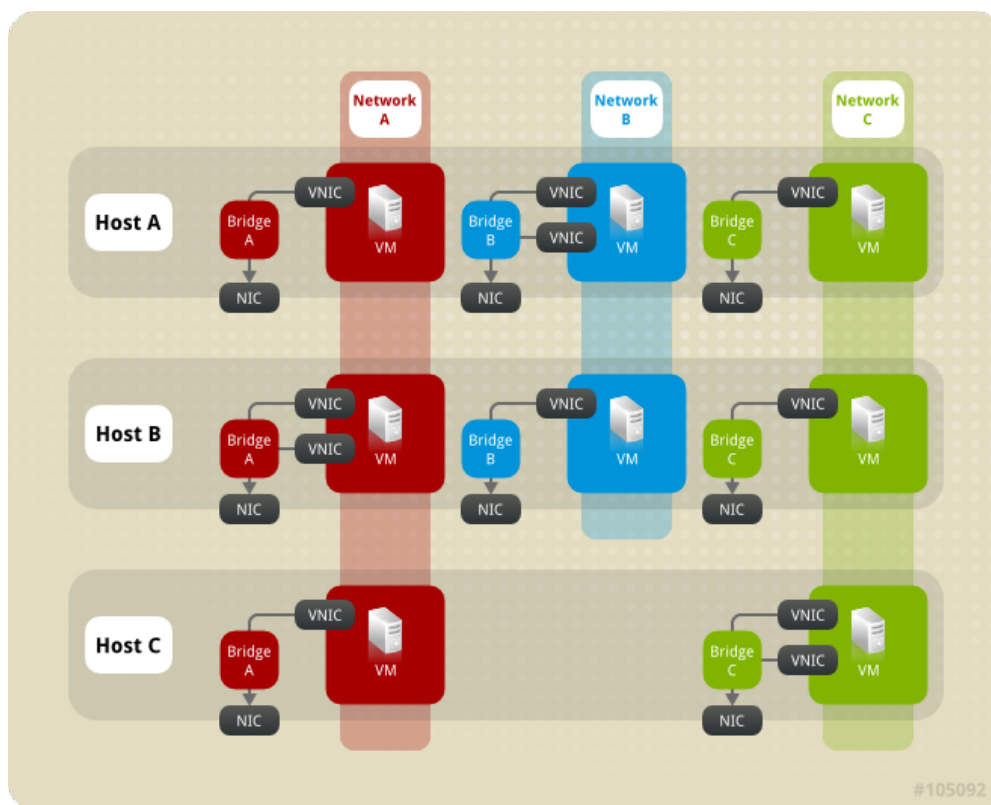 Network
A
Network
B
Network
C
Host A
Bridge
A
VNIC
VM
NIC
Bridge
B
VNIC
VNIC
VM
NIC
Bridge
C
VNIC
VM
NIC
Host B
Bridge
A
VNIC
VNIC
VM
NIC
Bridge
B
VNIC
VM
NIC
Bridge
C
VNIC
VM
NIC
Host C
Bridge
A
VNIC
VM
NIC
Bridge
C
VNIC
VNIC
VM
NIC
#105092